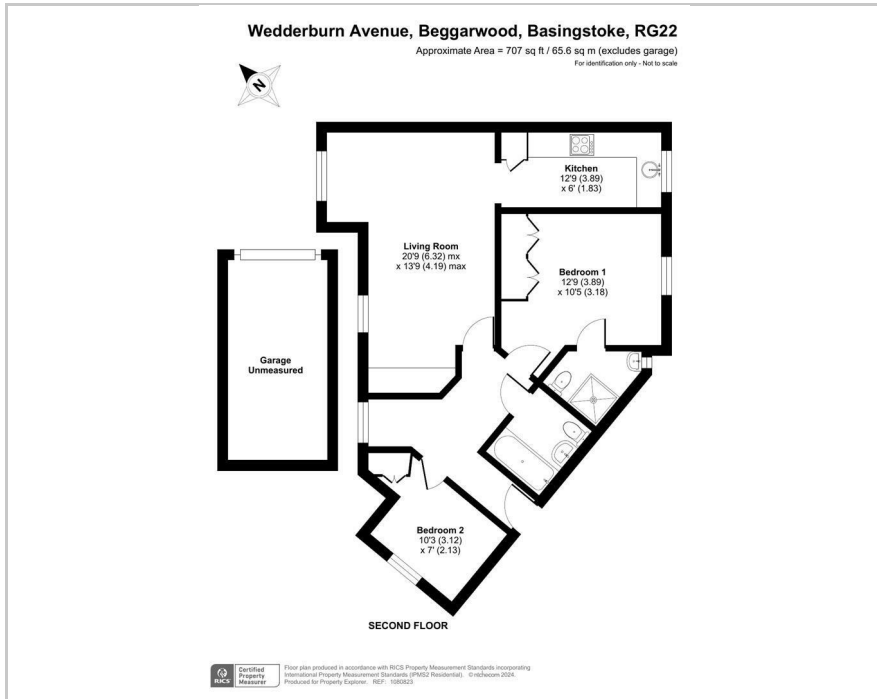 Wedderburn Avenue, Beggarwood, Basingstoke, RG22
Approximate Area = 707 sq ft / 65.6 sq m (excludes garage)
For identification only - Not to scale
N
Kitchen
12'9 (3.89)
x 6' (1.83)
Living Room
20'9 (6.32) mx
x 13'9 (4.19) max
Bedroom 1
12'9 (3.89)
x 10'5 (3.18)
Garage
Unmeasured
Bedroom 2
10'3 (3.12)
x 7' (2.13)
SECOND FLOOR
RICS
Certified
Property
Measurer
Floor plan produced in accordance with RICS Property Measurement Standards incorporating
International Property Measurement Standards (IPMS2 Residential). © nichecom 2024.
Produced for Property Explorer. REF: 1080823